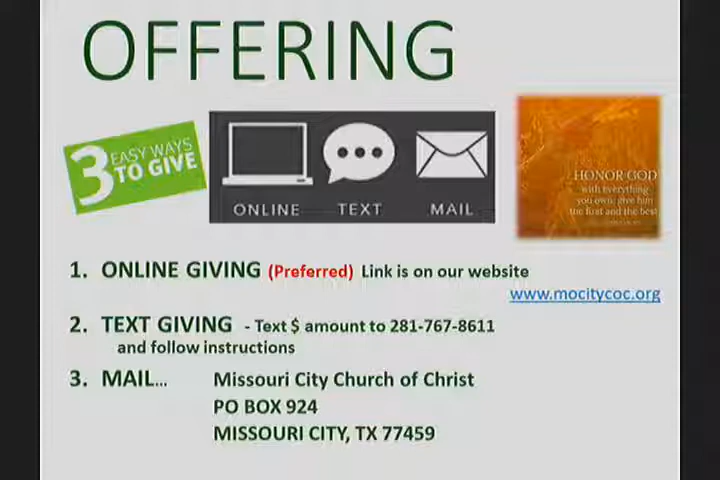 OFFERING
3 EASY WAYS
TO GIVE
ONLINE TEXT MAIL
HONOR GOD
with everything
you own; give him
the first and the best.
1. ONLINE GIVING (Preferred) Link is on our website
www.mocitycoc.org
2. TEXT GIVING - Text $ amount to 281-767-8611
and follow instructions
3. MAIL... Missouri City Church of Christ
PO BOX 924
MISSOURI CITY, TX 77459